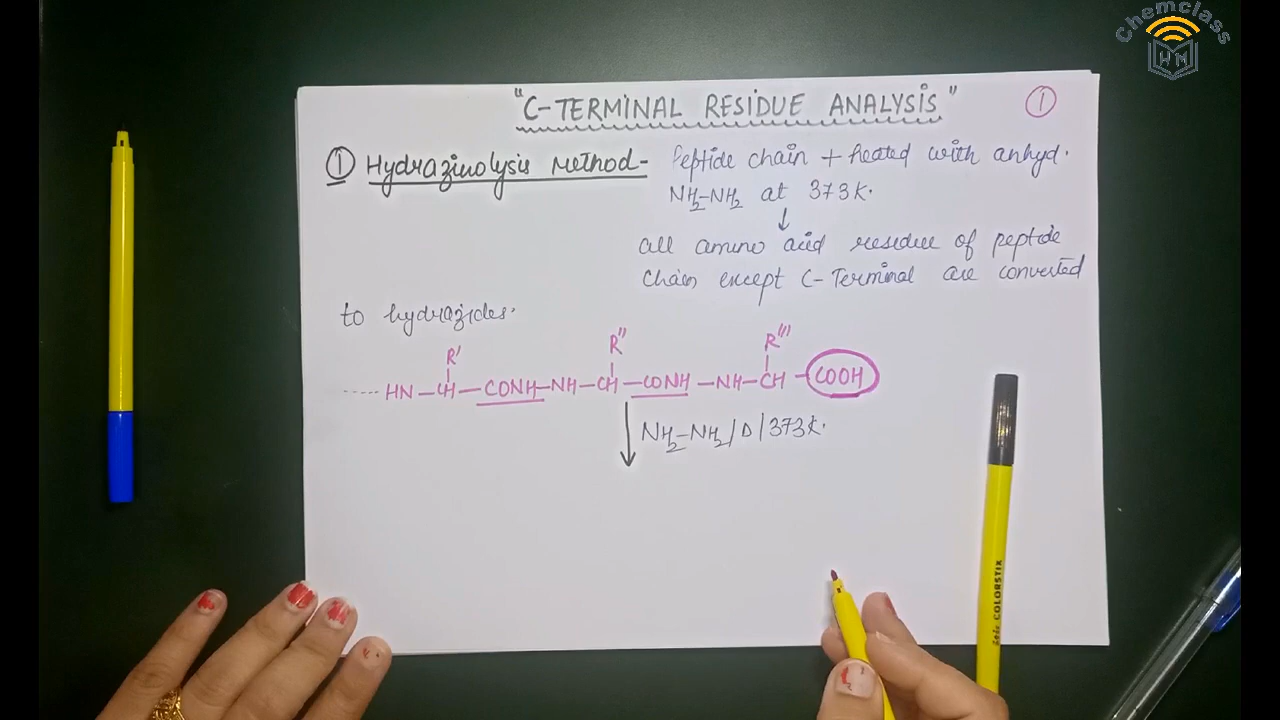 Chemclass
HM
"C-TERMINAL RESIDUE ANALYSIS"
①
① Hydrazinolysis Method- Peptide chain + heated with anhyd.
NH₂-NH₂ at 373K.
↓
all amino acid residue of peptide
chain except C-Terminal are converted
to hydrazides.
R' R'' R'''
.....HN-CH-CONH-NH-CH-CONH-NH-CH-COOH
↓ NH₂-NH₂/Δ/373K.
COLORSTIX